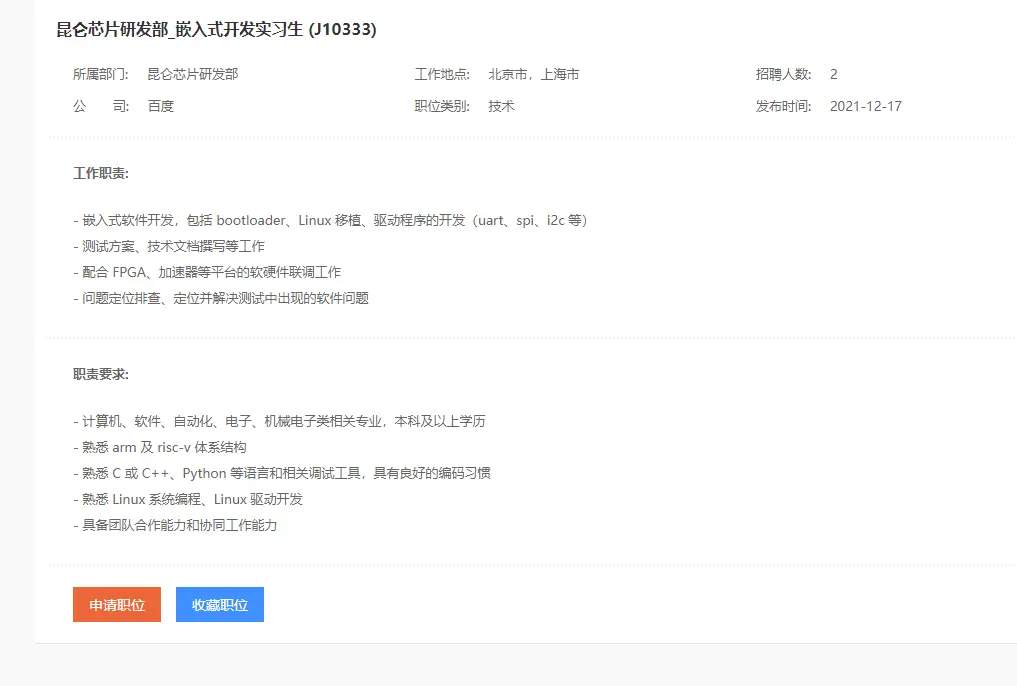 昆仑芯片研发部_嵌入式开发实习生 (J10333)
所属部门: 昆仑芯片研发部 工作地点: 北京市，上海市 招聘人数: 2
公 司: 百度 职位类别: 技术 发布时间: 2021-12-17
工作职责:
- 嵌入式软件开发，包括 bootloader、Linux 移植、驱动程序的开发（uart、spi、i2c 等）
- 测试方案、技术文档撰写等工作
- 配合 FPGA、加速器等平台的软硬件联调工作
- 问题定位排查、定位并解决测试中出现的软件问题
职责要求:
- 计算机、软件、自动化、电子、机械电子类相关专业，本科及以上学历
- 熟悉 arm 及 risc-v 体系结构
- 熟悉 C 或 C++、Python 等语言和相关调试工具，具有良好的编码习惯
- 熟悉 Linux 系统编程、Linux 驱动开发
- 具备团队合作能力和协同工作能力
申请职位 收藏职位